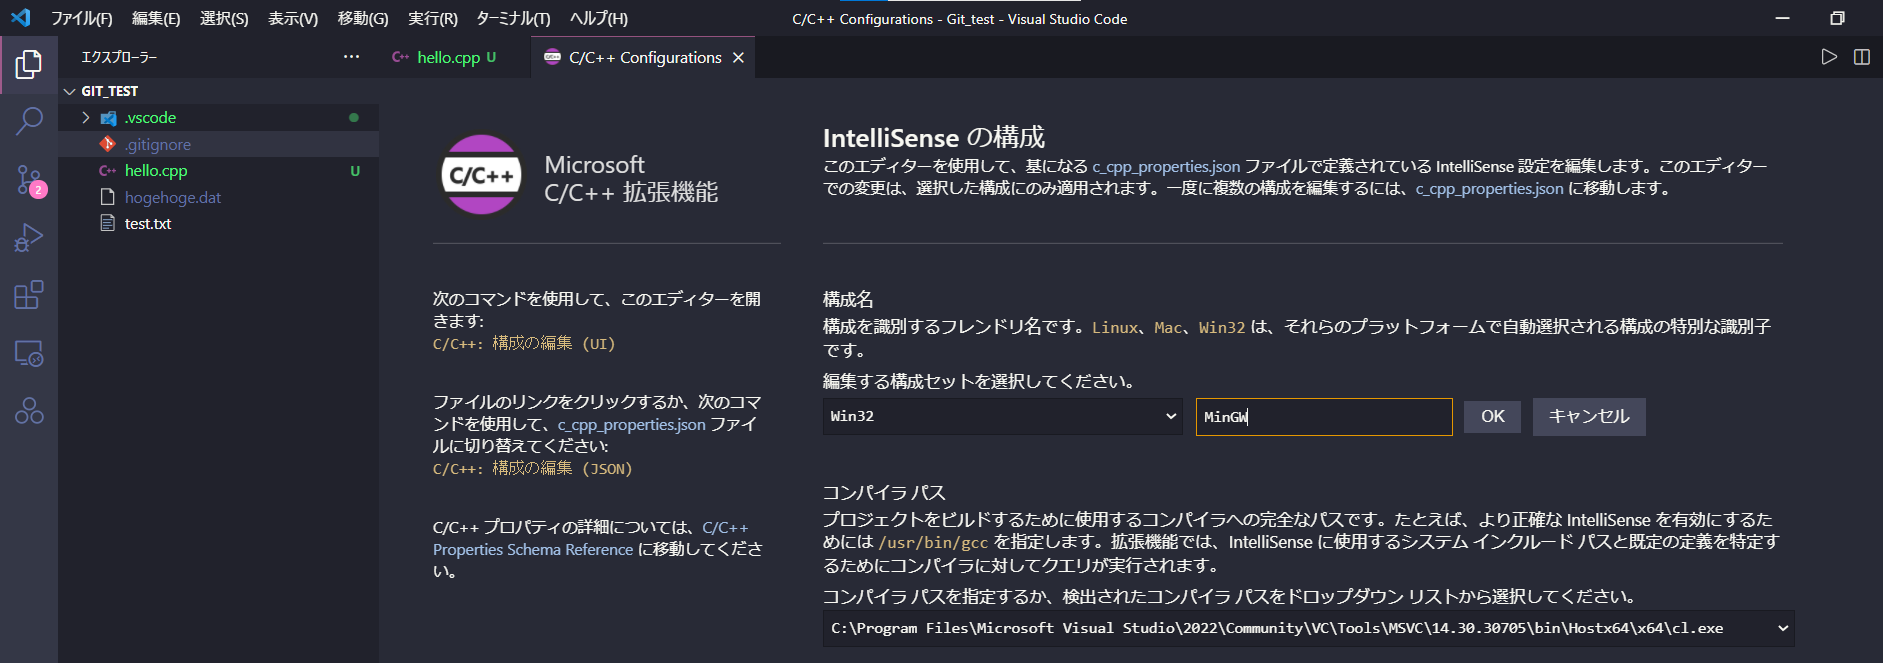 ファイル(F) 編集(E) 選択(S) 表示(V) 移動(G) 実行(R) ターミナル(T) ヘルプ(H) C/C++ Configurations - Git_test - Visual Studio Code
エクスプローラー ···
C++ hello.cpp U
C/C++ C/C++ Configurations
GIT_TEST
.vscode
.gitignore
C++ hello.cpp U
hogehoge.dat
test.txt
2
C/C++
Microsoft
C/C++ 拡張機能
次のコマンドを使用して、このエディターを開
きます:
C/C++: 構成の編集 (UI)
ファイルのリンクをクリックするか、次のコマ
ンドを使用して、c_cpp_properties.json ファイ
ルに切り替えてください:
C/C++: 構成の編集 (JSON)
C/C++ プロパティの詳細については、C/C++
Properties Schema Reference に移動してくださ
い。
IntelliSense の構成
このエディターを使用して、基になる c_cpp_properties.json ファイルで定義されている IntelliSense 設定を編集します。このエディター
での変更は、選択した構成にのみ適用されます。一度に複数の構成を編集するには、c_cpp_properties.json に移動します。
構成名
構成を識別するフレンドリ名です。Linux、Mac、Win32 は、それらのプラットフォームで自動選択される構成の特別な識別子
です。
編集する構成セットを選択してください。
Win32 MinGW OK キャンセル
コンパイラ パス
プロジェクトをビルドするために使用するコンパイラへの完全なパスです。たとえば、より正確な IntelliSense を有効にするた
めには /usr/bin/gcc を指定します。拡張機能では、IntelliSense に使用するシステム インクルード パスと既定の定義を特定す
るためにコンパイラに対してクエリが実行されます。
コンパイラ パスを指定するか、検出されたコンパイラ パスをドロップダウン リストから選択してください。
C:\Program Files\Microsoft Visual Studio\2022\Community\VC\Tools\MSVC\14.30.30705\bin\Hostx64\x64\cl.exe